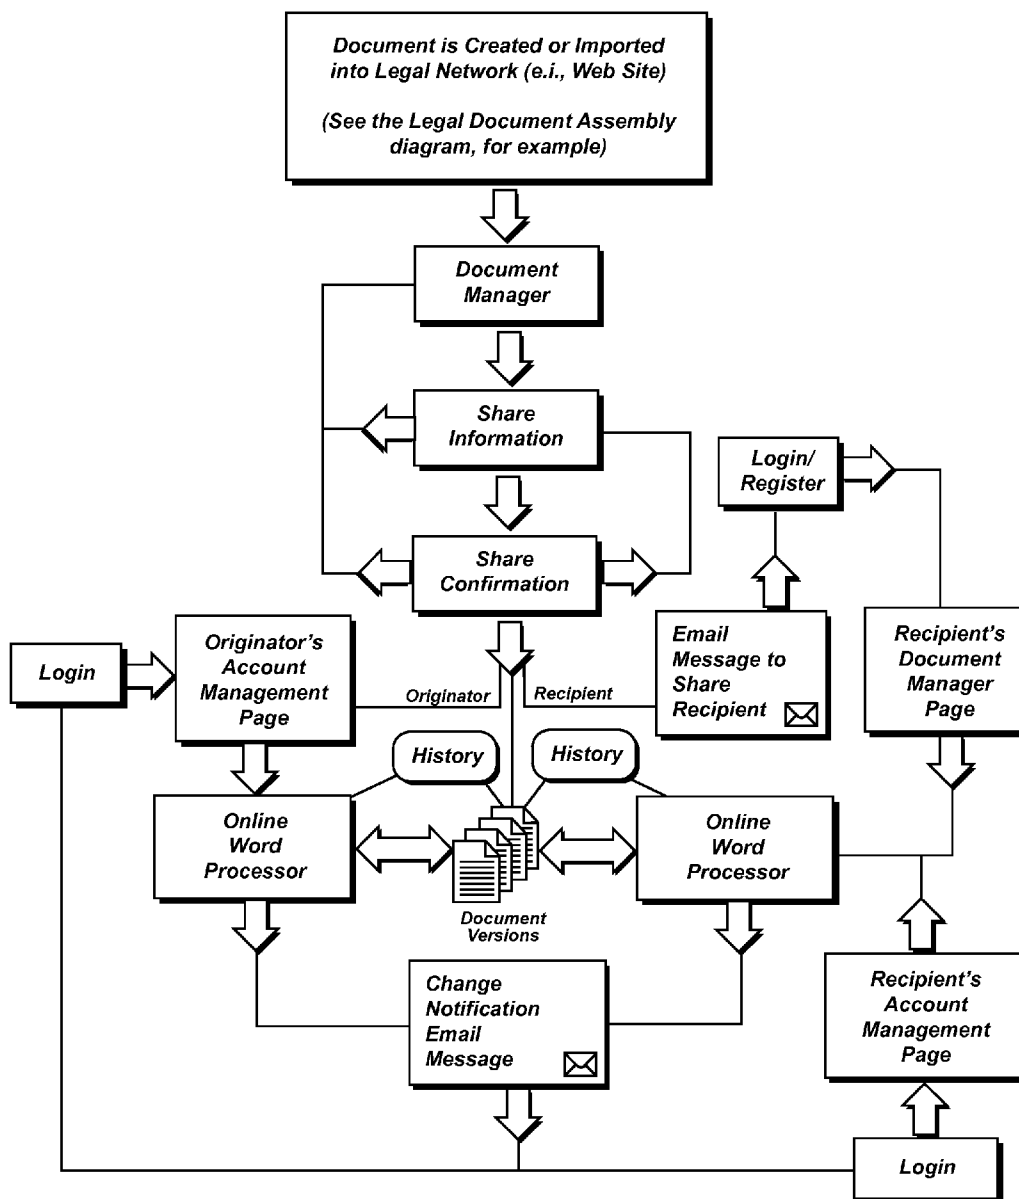 Document is Created or Imported
into Legal Network (e.i., Web Site)
(See the Legal Document Assembly
diagram, for example)
Document
Manager
Share
Information
Login/
Register
Share
Confirmation
Login
Originator's
Account
Management
Page
Email
Message to
Share
Recipient
Recipient's
Document
Manager
Page
Originator
Recipient
History
History
Online
Word
Processor
Online
Word
Processor
Document
Versions
Change
Notification
Email
Message
Recipient's
Account
Management
Page
Login